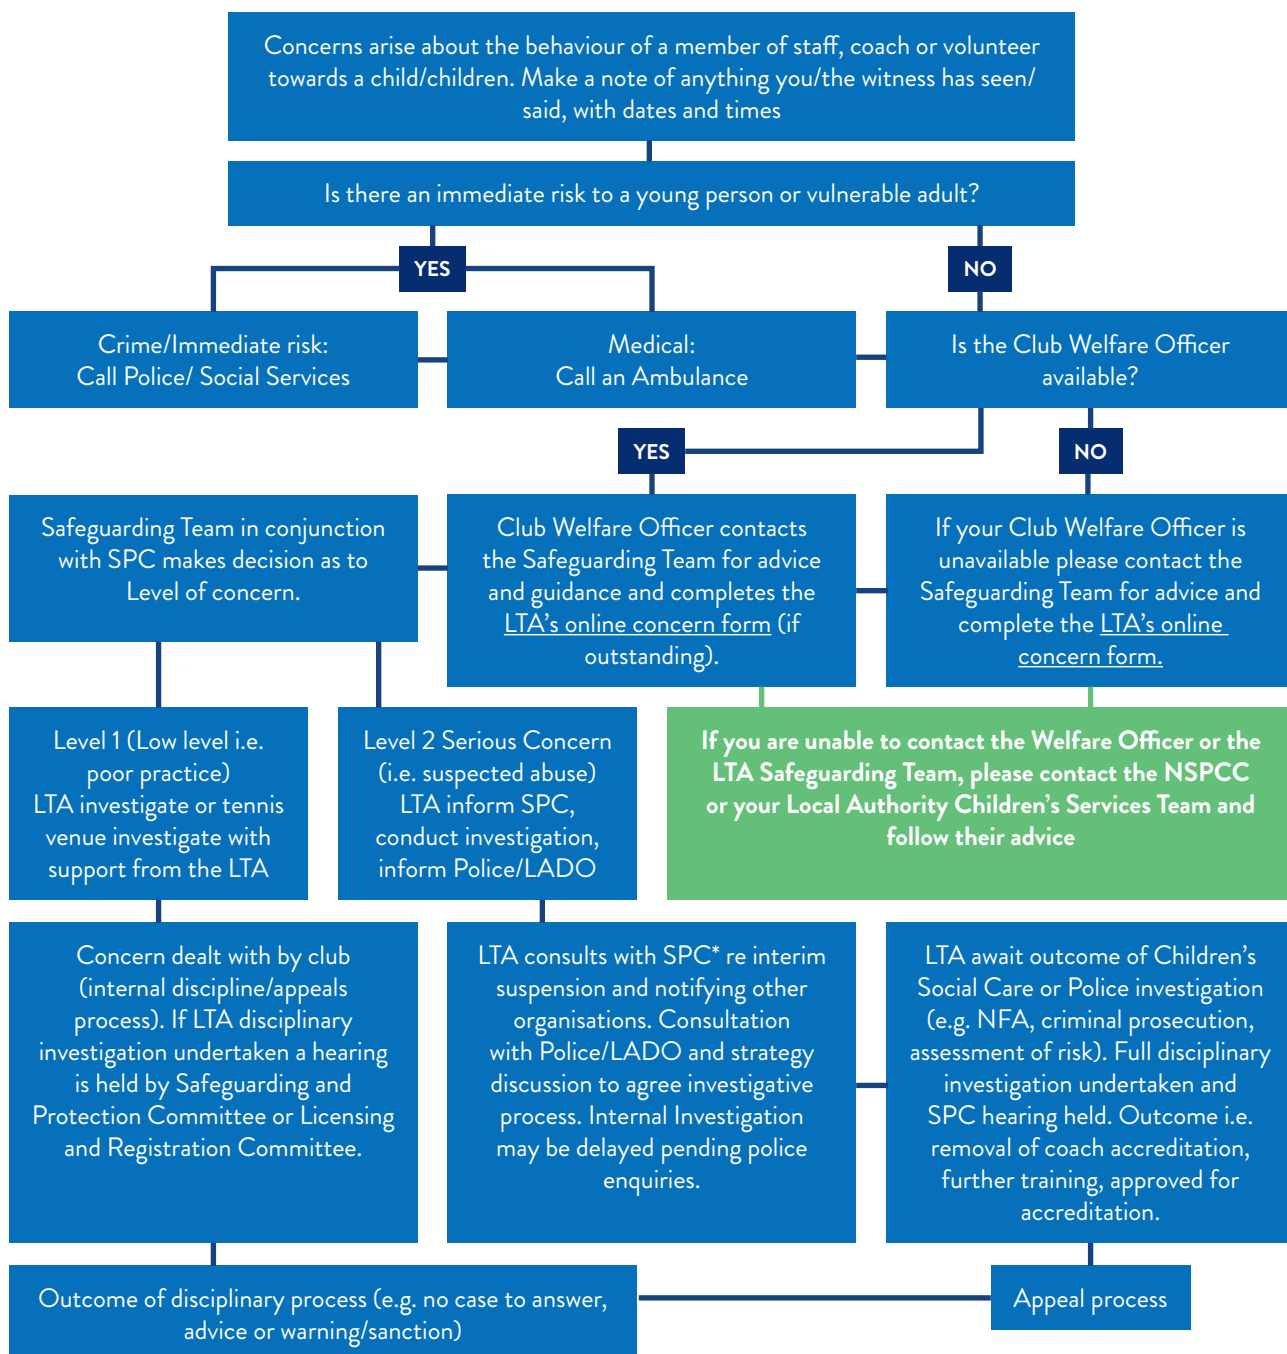 Concerns arise about the behaviour of a member of staff, coach or volunteer
towards a child/children. Make a note of anything you/the witness has seen/
said, with dates and times
Is there an immediate risk to a young person or vulnerable adult?
YES
NO
Crime/Immediate risk:
Call Police/ Social Services
Medical:
Call an Ambulance
Is the Club Welfare Officer
available?
YES
NO
Safeguarding Team in conjunction
with SPC makes decision as to
Level of concern.
Club Welfare Officer contacts
the Safeguarding Team for advice
and guidance and completes the
LTA's online concern form (if
outstanding).
If your Club Welfare Officer is
unavailable please contact the
Safeguarding Team for advice and
complete the LTA's online
concern form.
Level 1 (Low level i.e.
poor practice)
LTA investigate or tennis
venue investigate with
support from the LTA
Level 2 Serious Concern
(i.e. suspected abuse)
LTA inform SPC,
conduct investigation,
inform Police/LADO
If you are unable to contact the Welfare Officer or the
LTA Safeguarding Team, please contact the NSPCC
or your Local Authority Children's Services Team and
follow their advice
Concern dealt with by club
(internal discipline/appeals
process). If LTA disciplinary
investigation undertaken a hearing
is held by Safeguarding and
Protection Committee or Licensing
and Registration Committee.
LTA consults with SPC* re interim
suspension and notifying other
organisations. Consultation
with Police/LADO and strategy
discussion to agree investigative
process. Internal Investigation
may be delayed pending police
enquiries.
LTA await outcome of Children's
Social Care or Police investigation
(e.g. NFA, criminal prosecution,
assessment of risk). Full disciplinary
investigation undertaken and
SPC hearing held. Outcome i.e.
removal of coach accreditation,
further training, approved for
accreditation.
Outcome of disciplinary process (e.g. no case to answer,
advice or warning/sanction)
Appeal process